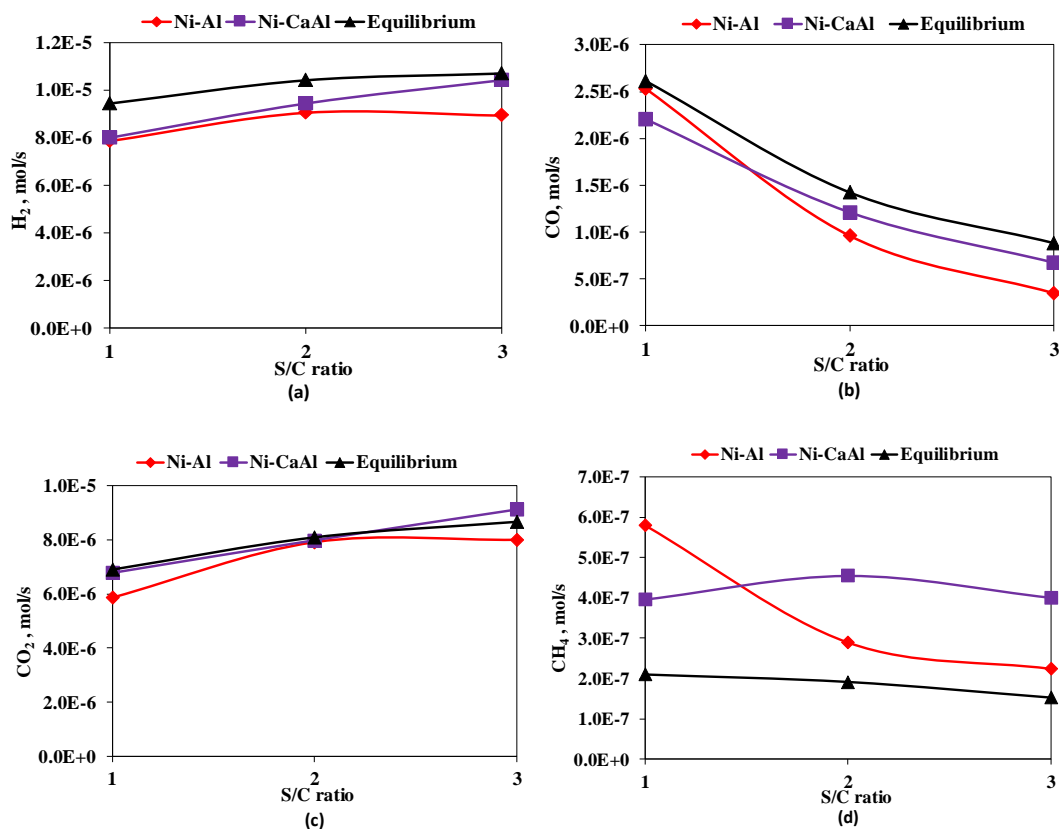 Ni-Al Ni-CaAl Equilibrium
1.2E-5
1.0E-5
8.0E-6
6.0E-6
4.0E-6
2.0E-6
0.0E+0
H2 , mol/s
1 2 3
S/C ratio
(a)
Ni-Al Ni-CaAl Equilibrium
3.0E-6
2.5E-6
2.0E-6
1.5E-6
1.0E-6
5.0E-7
0.0E+0
CO, mol/s
1 2 3
S/C ratio
(b)
Ni-Al Ni-CaAl Equilibrium
1.0E-5
8.0E-6
6.0E-6
4.0E-6
2.0E-6
0.0E+0
CO2 , mol/s
1 2 3
S/C ratio
(c)
Ni-Al Ni-CaAl Equilibrium
7.0E-7
6.0E-7
5.0E-7
4.0E-7
3.0E-7
2.0E-7
1.0E-7
0.0E+0
CH4 , mol/s
1 2 3
S/C ratio
(d)